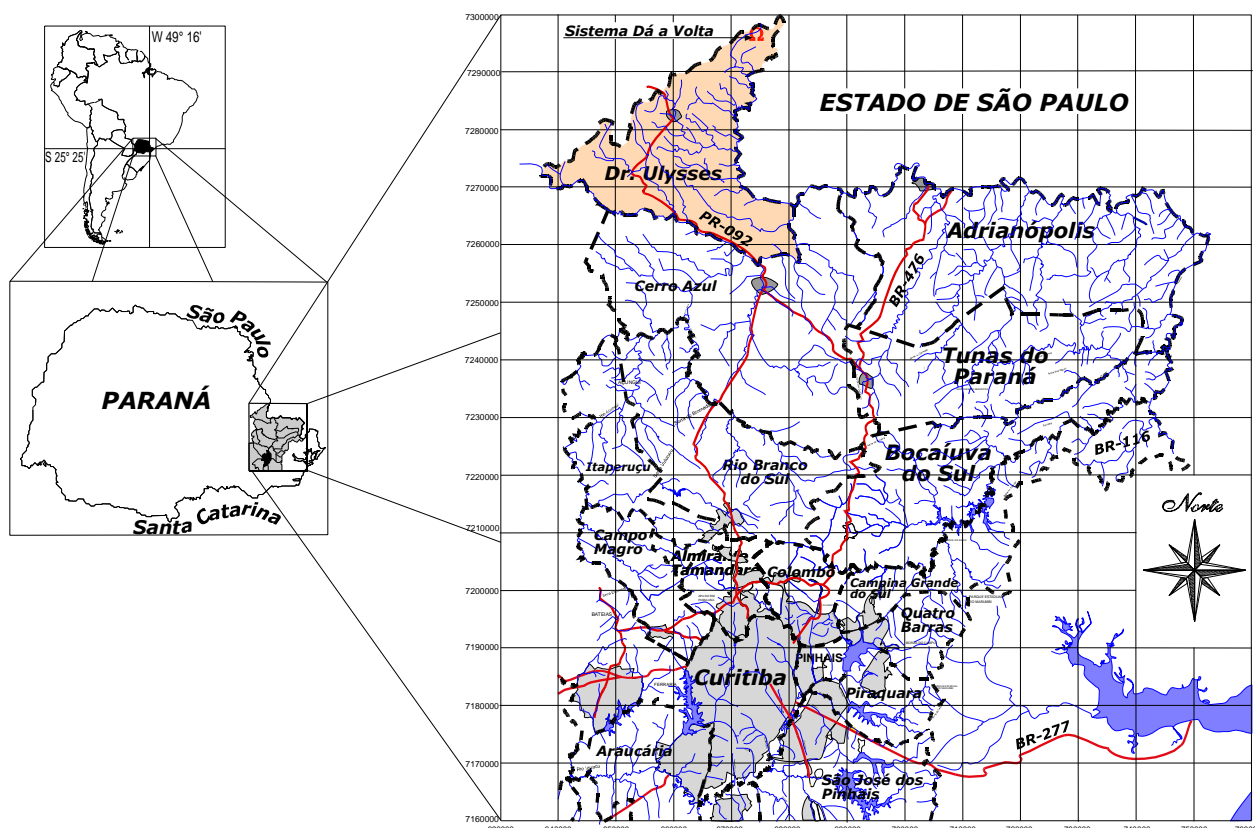 W 49° 16'
S 25° 25'
São Paulo
PARANÁ
Santa Catarina
7300000
7290000
7280000
7270000
7260000
7250000
7240000
7230000
7220000
7210000
7200000
7190000
7180000
7170000
7160000
Sistema Dá a Volta
Ω
ESTADO DE SÃO PAULO
Dr. Ulysses
PR-092
Adrianópolis
BR-476
Cerro Azul
Tunas do
Paraná
BR-116
Bocaíuva
do Sul
Itaperuçu
Rio Branco
do Sul
Norte
Campo
Magro
Almirante
Tamandaré
Colombo
Campina Grande
do Sul
BATEIAS
Quatro
Barras
PINHAIS
Curitiba
Piraquara
BR-277
Araucária
São José dos
Pinhais